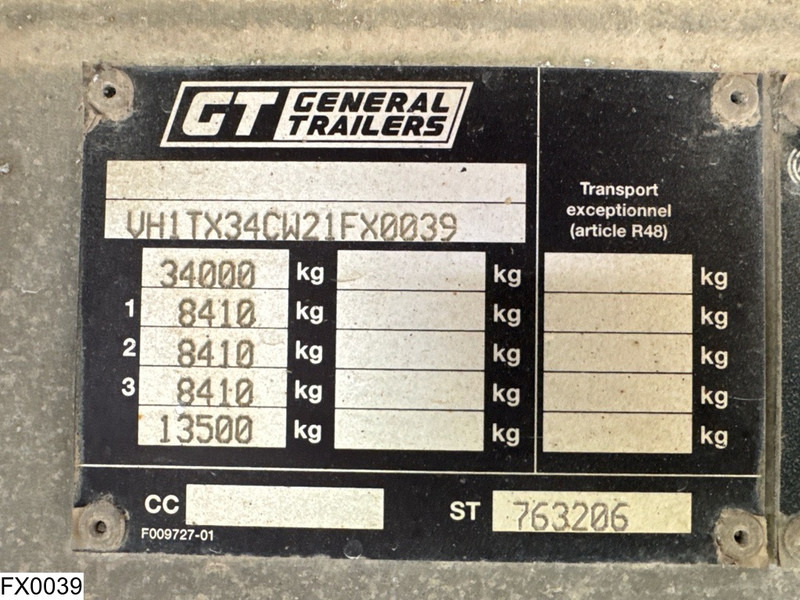 GT GENERAL TRAILERS
VH1TX34CW21FX0039
Transport
exceptionnel
(article R48)
34000 kg kg kg
1 8410 kg kg kg
2 8410 kg kg kg
3 8410 kg kg kg
13500 kg kg kg
CC ST 763206
F009727-01
FX0039